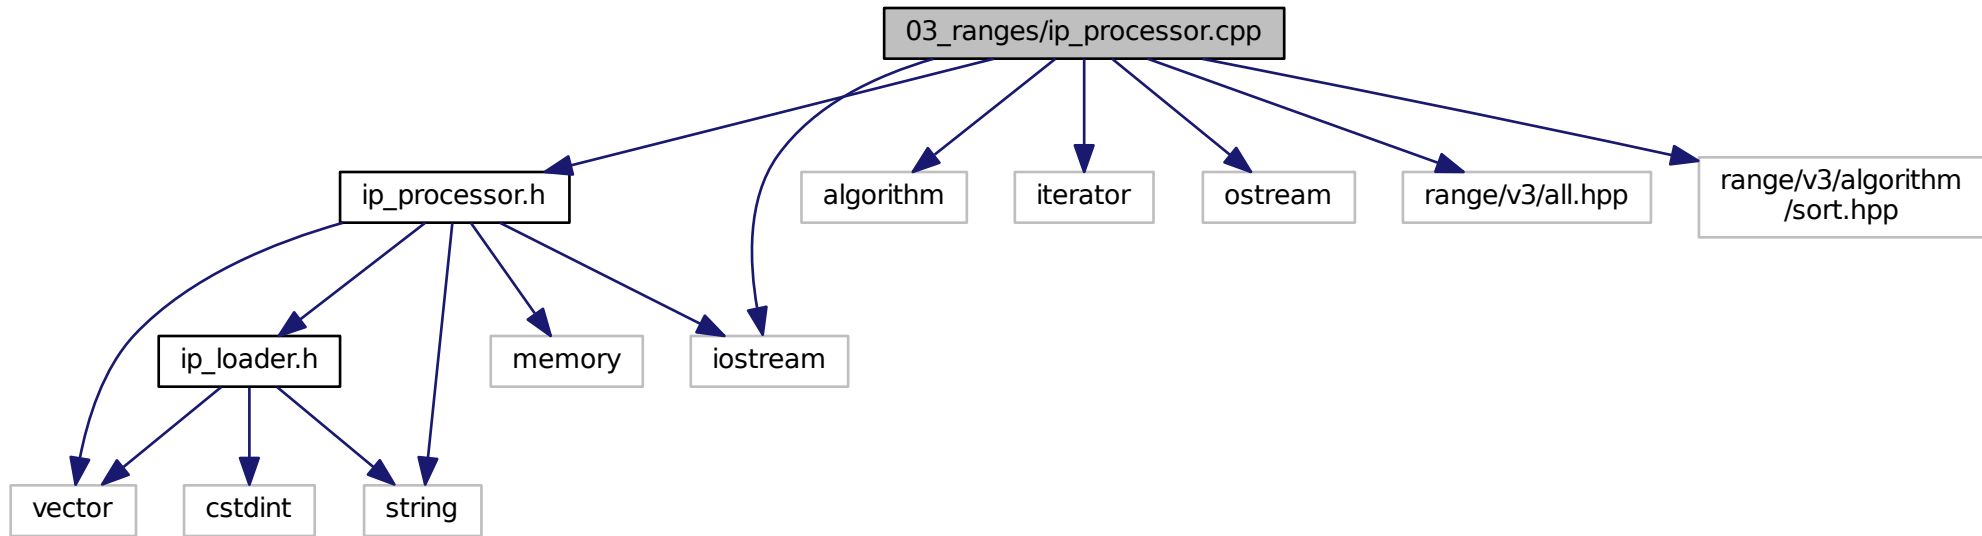 03_ranges/ip_processor.cpp
ip_processor.h
algorithm
iterator
ostream
range/v3/all.hpp
range/v3/algorithm
/sort.hpp
ip_loader.h
memory
iostream
vector
cstdint
string